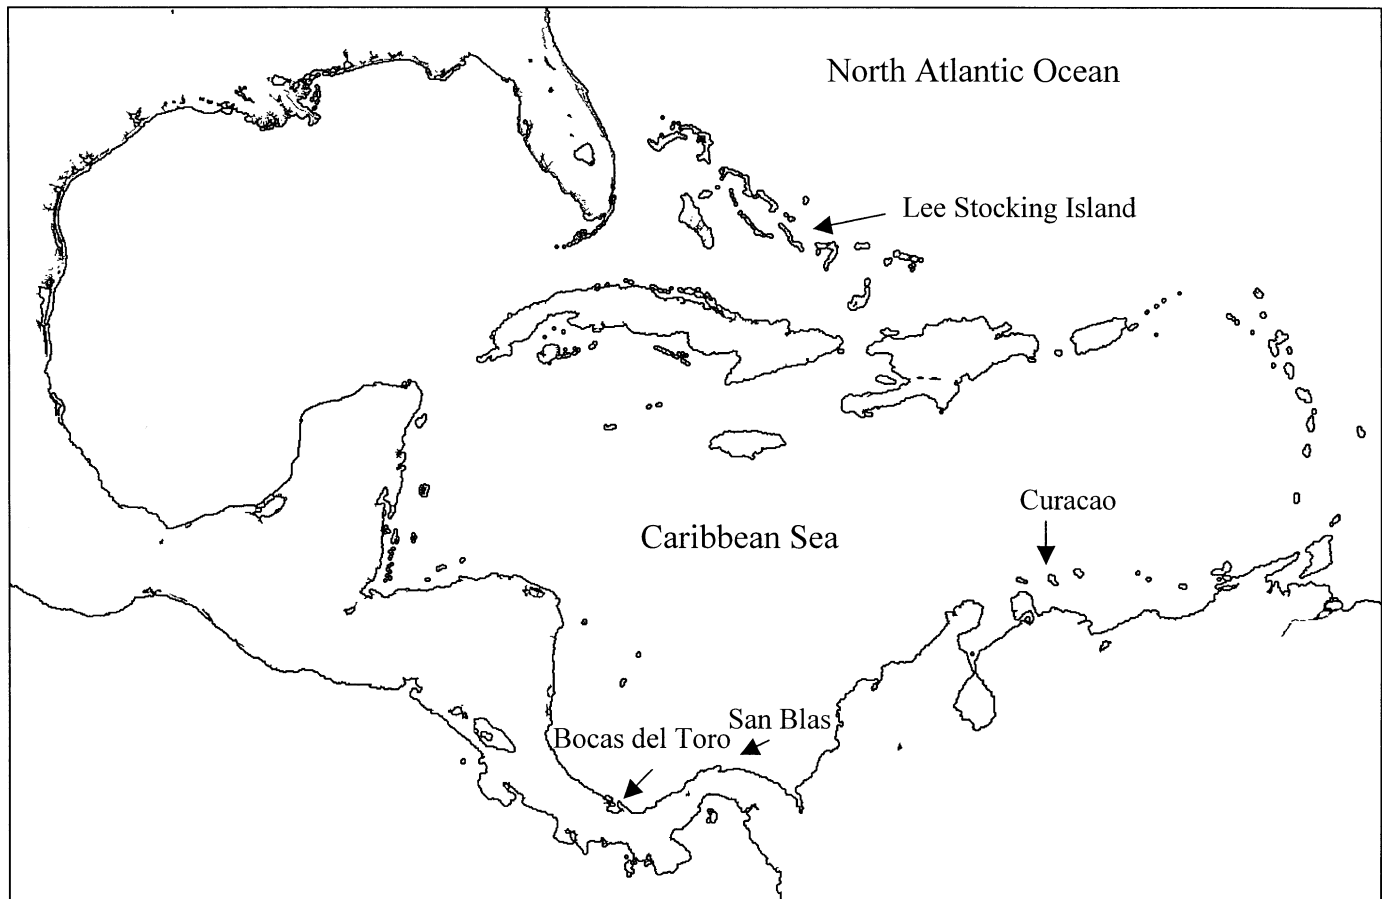 North Atlantic Ocean
Lee Stocking Island
Curacao
Caribbean Sea
San Blas
Bocas del Toro